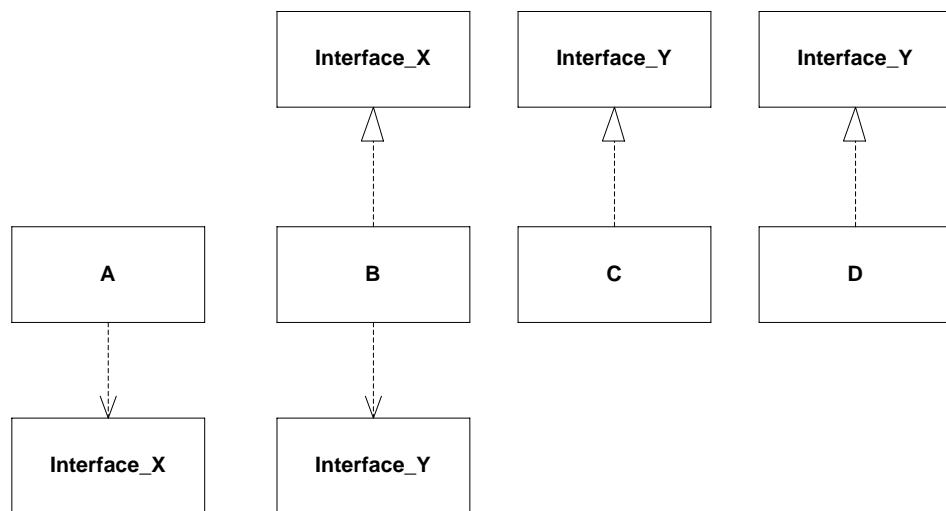 Interface_X
Interface_Y
Interface_Y
A
B
C
D
Interface_X
Interface_Y